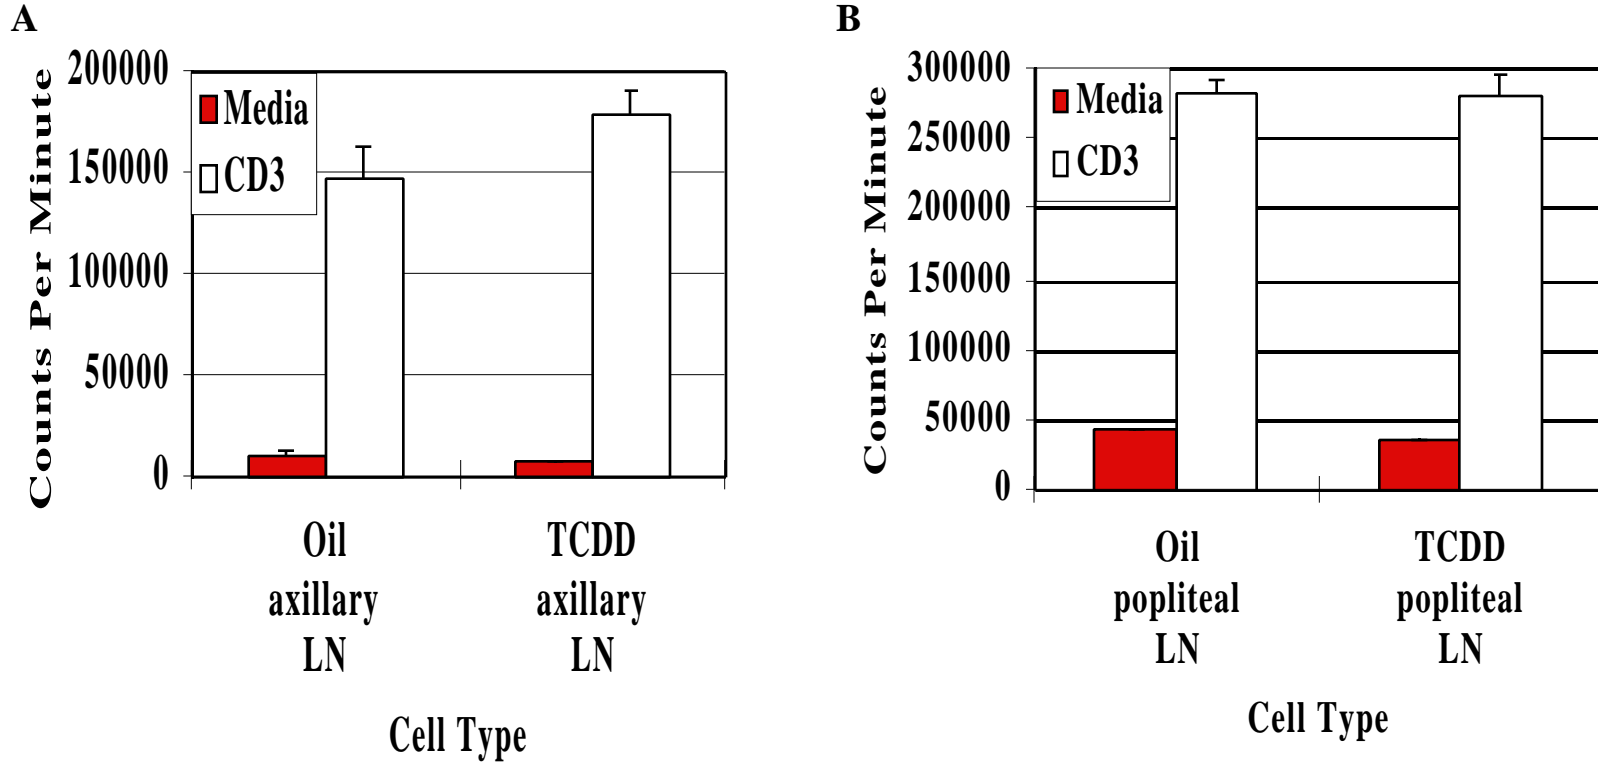 A
200000
150000
100000
50000
0
Counts Per Minute
Media
CD3
Oil
axillary
LN
TCDD
axillary
LN
Cell Type
B
300000
250000
200000
150000
100000
50000
0
Counts Per Minute
Media
CD3
Oil
popliteal
LN
TCDD
popliteal
LN
Cell Type